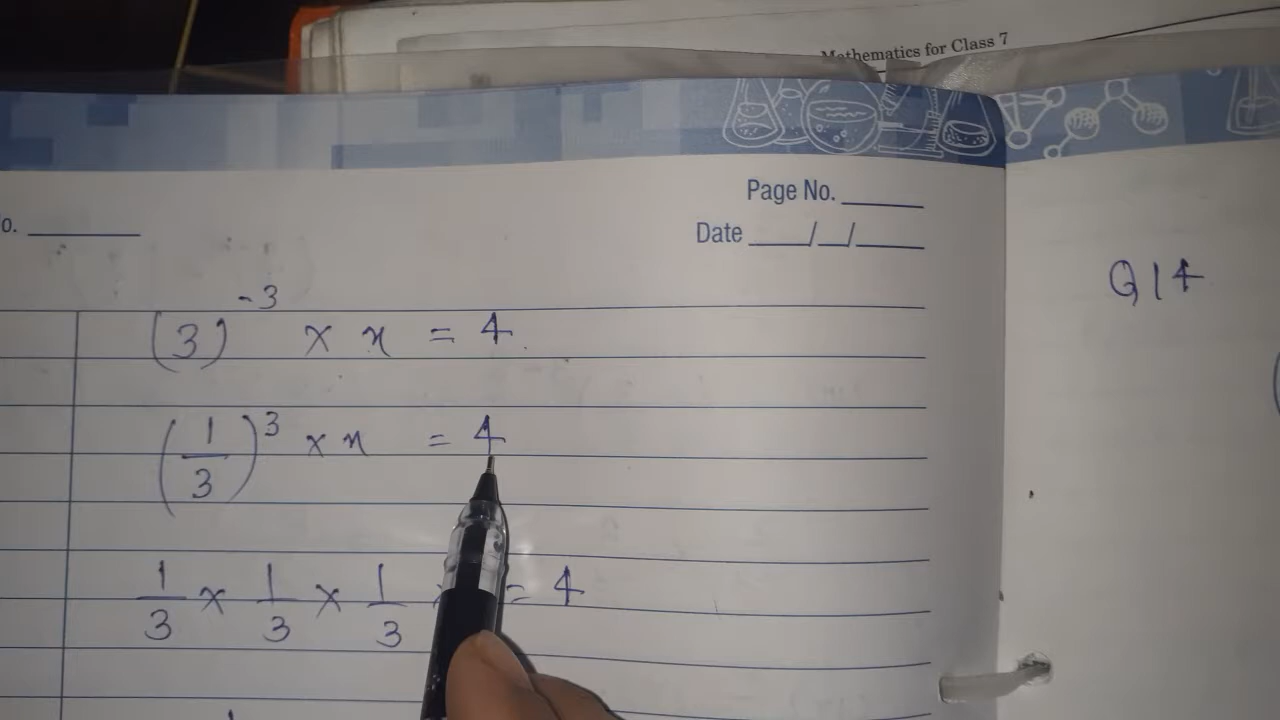 Mathematics for Class 7
Page No.
o.
Date / /
Q14
(3)⁻³ × x = 4
(1/3)³ × x = 4
1/3 × 1/3 × 1/3 = 4